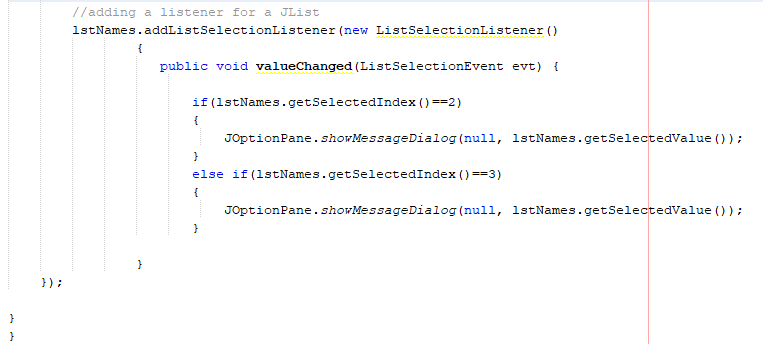 //adding a listener for a JList
lstNames.addListSelectionListener(new ListSelectionListener()
{
public void valueChanged(ListSelectionEvent evt) {
if(lstNames.getSelectedIndex()==2)
{
JOptionPane.showMessageDialog(null, lstNames.getSelectedValue());
}
else if(lstNames.getSelectedIndex()==3)
{
JOptionPane.showMessageDialog(null, lstNames.getSelectedValue());
}
}
});
}
}